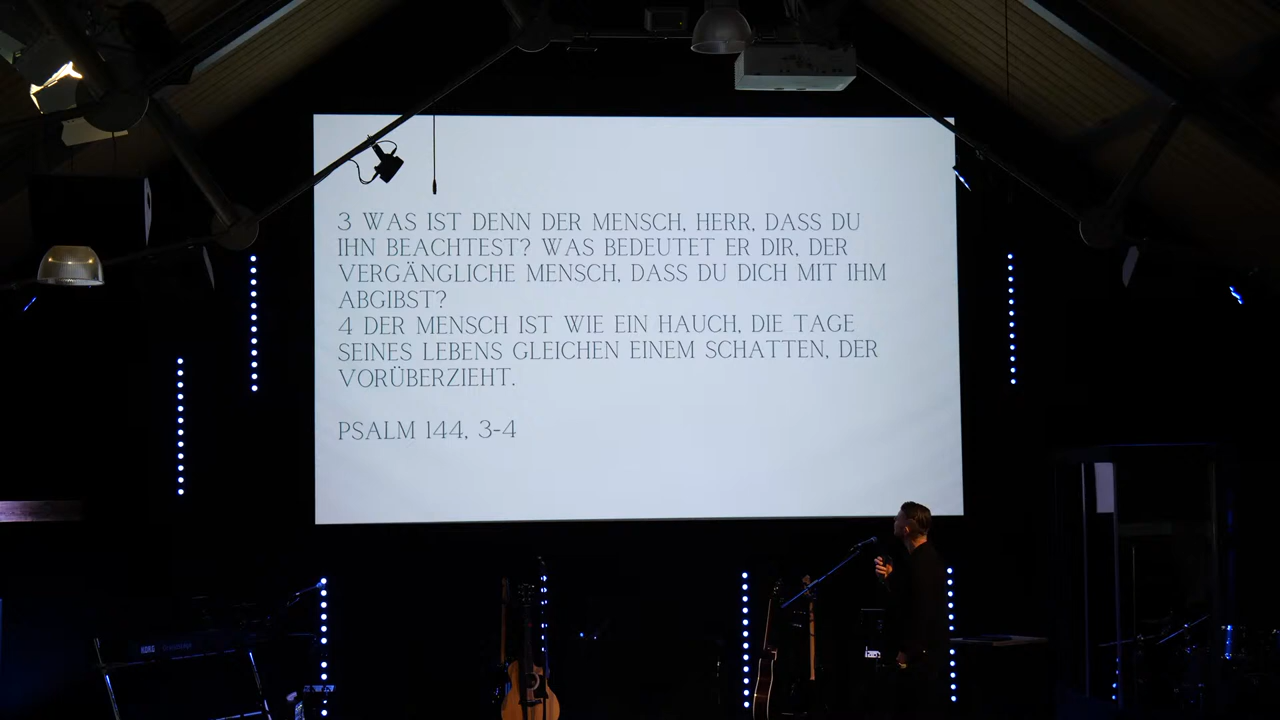 3 WAS IST DENN DER MENSCH, HERR, DASS DU
IHN BEACHTEST? WAS BEDEUTET ER DIR, DER
VERGÄNGLICHE MENSCH, DASS DU DICH MIT IHM
ABGIBST?
4 DER MENSCH IST WIE EIN HAUCH, DIE TAGE
SEINES LEBENS GLEICHEN EINEM SCHATTEN, DER
VORÜBERZIEHT.
PSALM 144, 3-4
KORG